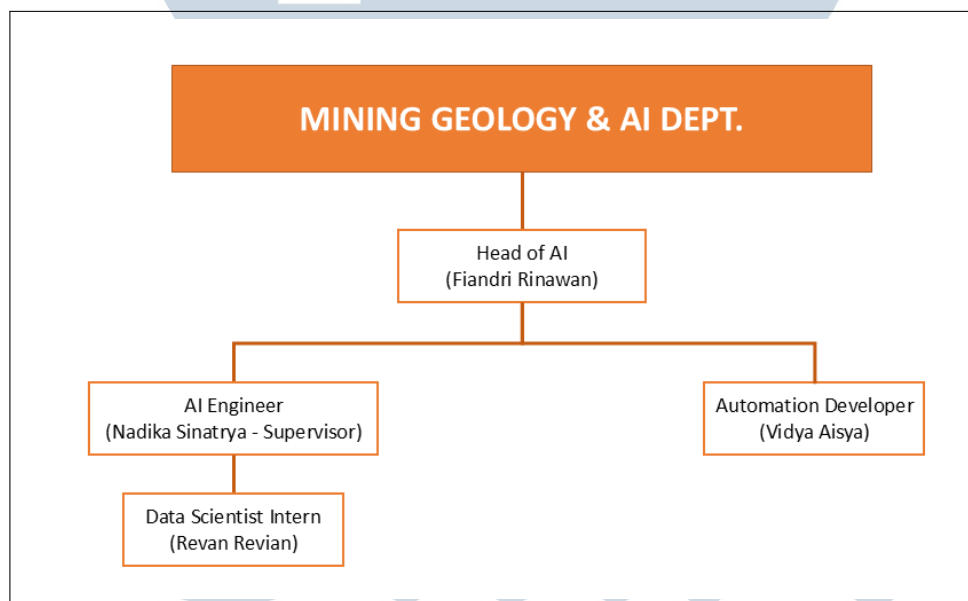 MINING GEOLOGY & AI DEPT.
Head of AI
(Fiandri Rinawan)
AI Engineer
(Nadika Sinatrya - Supervisor)
Automation Developer
(Vidya Aisya)
Data Scientist Intern
(Revan Revian)